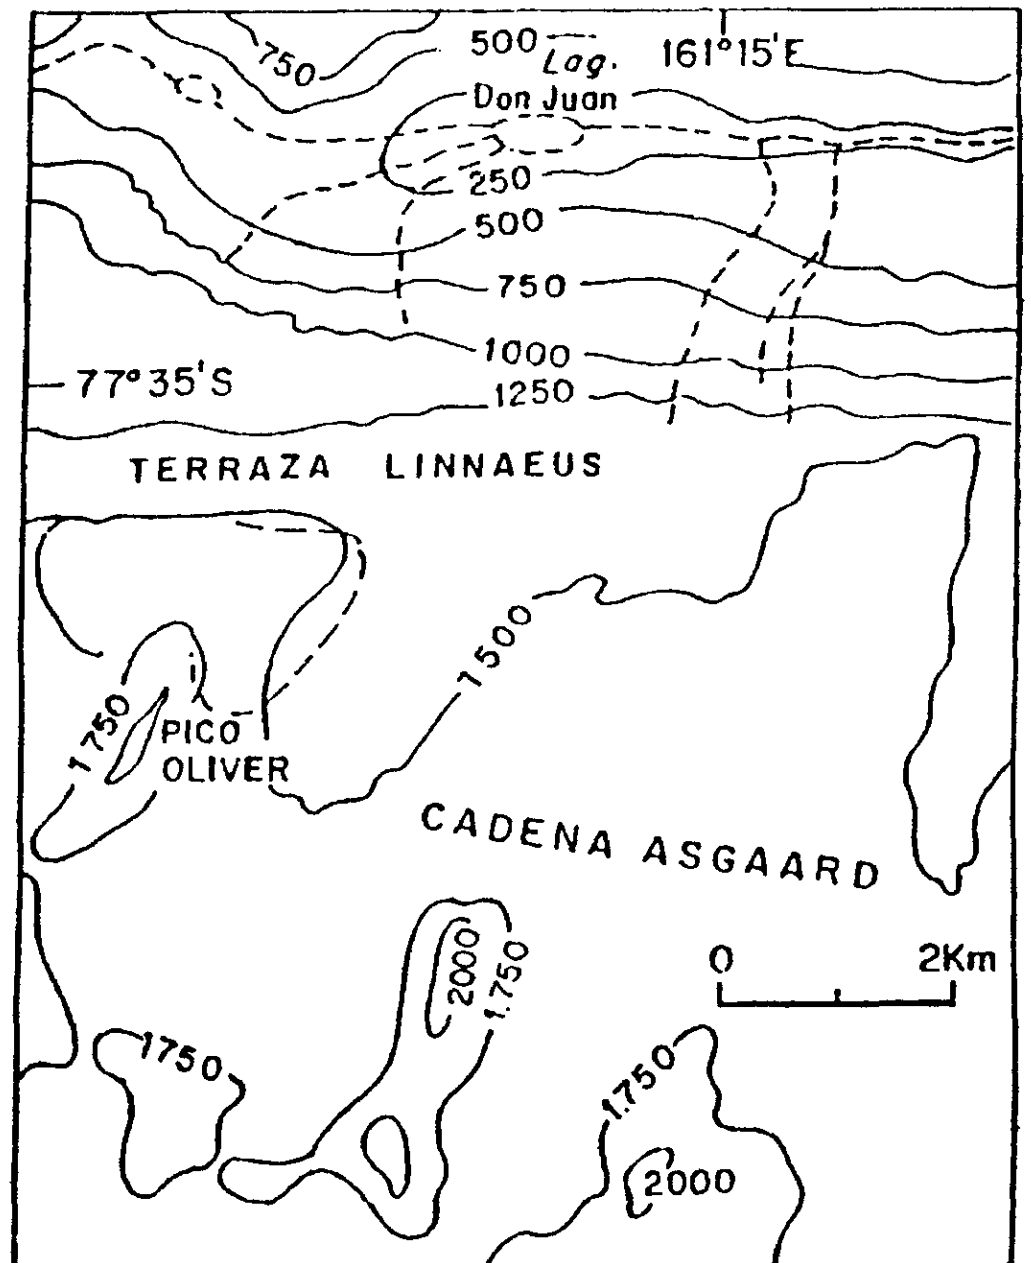 750
500
Lag.
161°15'E
Don Juan
250
500
750
1000
77°35'S
1250
TERRAZA LINNAEUS
1500
1750
PICO
OLIVER
CADENA ASGAARD
2000
1.750
0
2Km
1750
1.750
2000